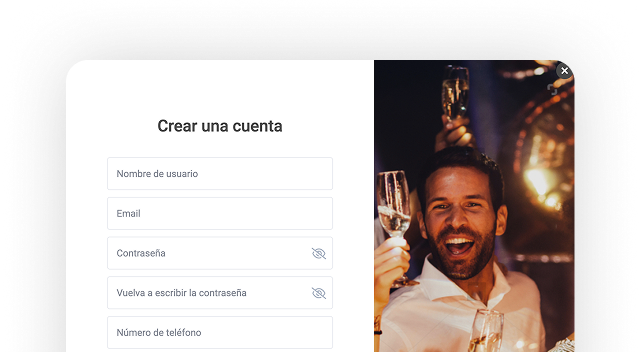 Crear una cuenta
Nombre de usuario
Email
Contraseña
Vuelva a escribir la contraseña
Número de teléfono